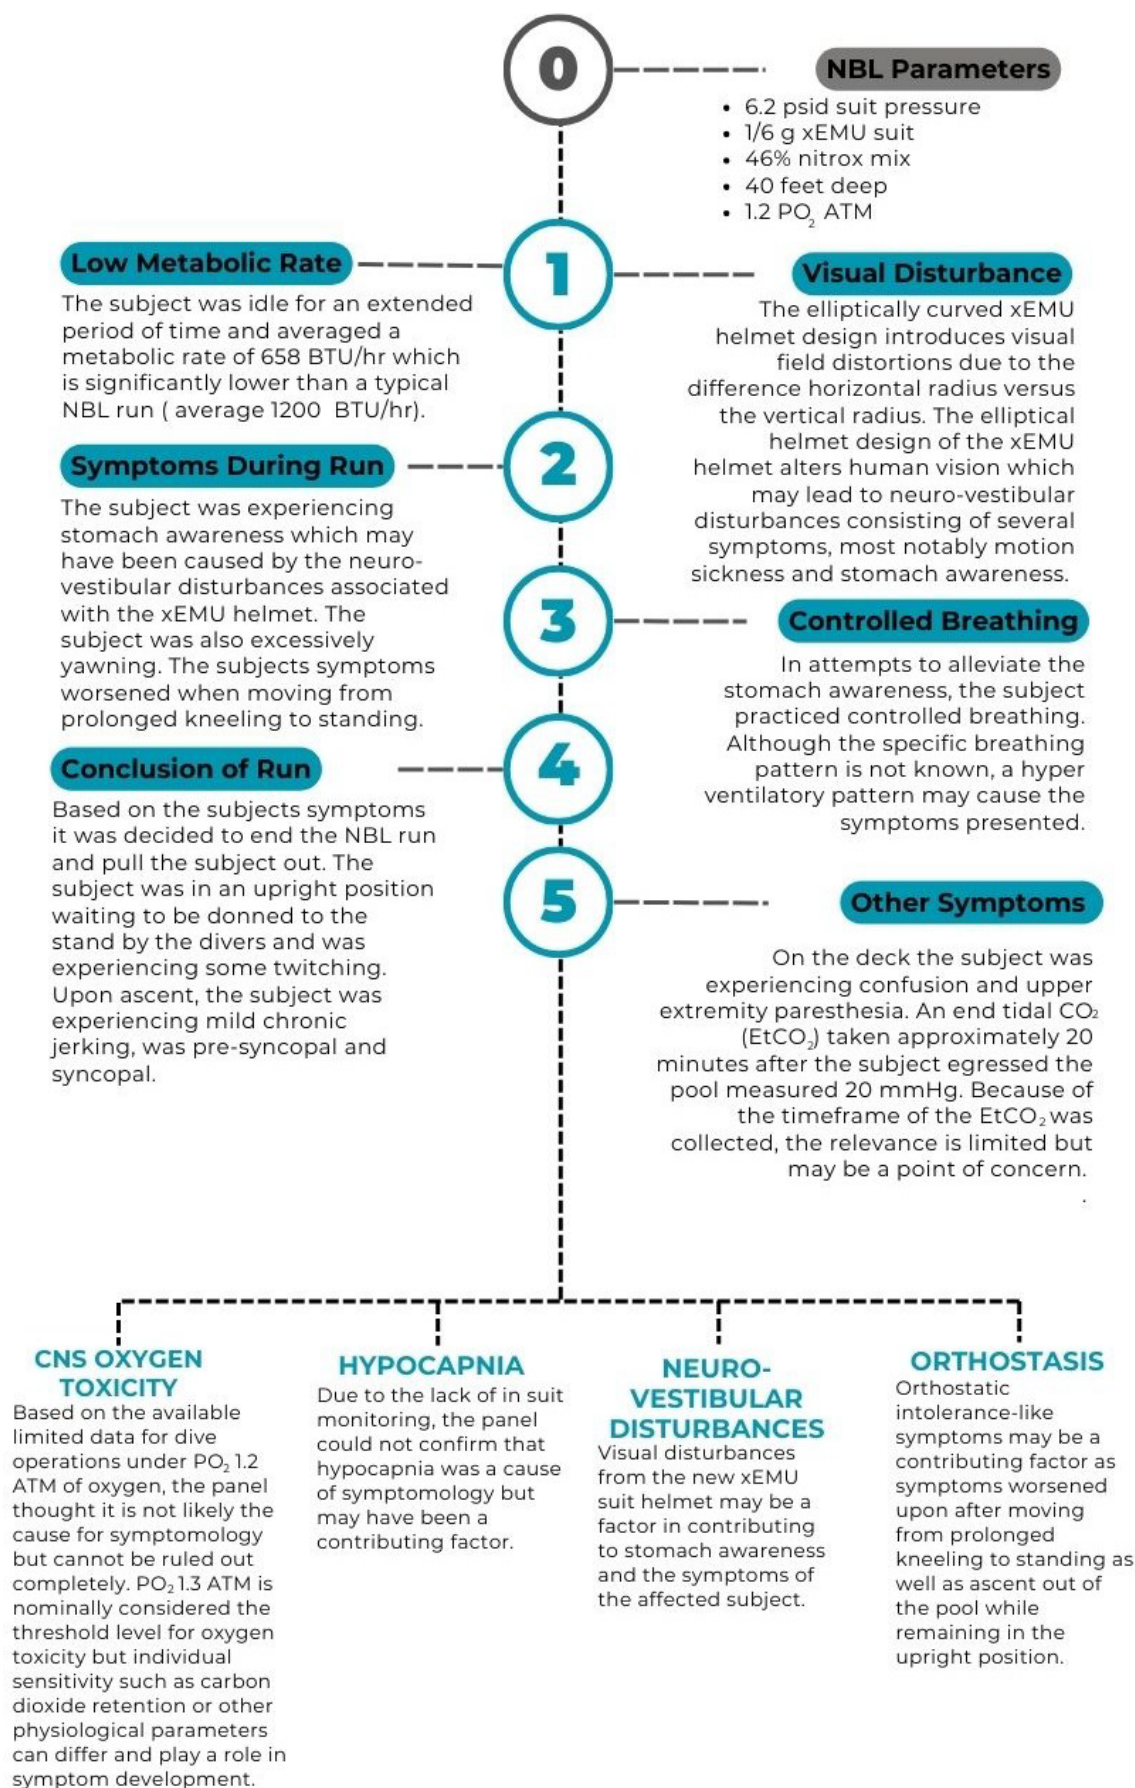 0
NBL Parameters
• 6.2 psid suit pressure
• 1/6 g xEMU suit
• 46% nitrox mix
• 40 feet deep
• 1.2 PO₂ ATM
1
Low Metabolic Rate
The subject was idle for an extended
period of time and averaged a
metabolic rate of 658 BTU/hr which
is significantly lower than a typical
NBL run ( average 1200 BTU/hr).
Visual Disturbance
The elliptically curved xEMU
helmet design introduces visual
field distortions due to the
difference horizontal radius versus
the vertical radius. The elliptical
helmet design of the xEMU
helmet alters human vision which
may lead to neuro-vestibular
disturbances consisting of several
symptoms, most notably motion
sickness and stomach awareness.
2
Symptoms During Run
The subject was experiencing
stomach awareness which may
have been caused by the neuro-
vestibular disturbances associated
with the xEMU helmet. The
subject was also excessively
yawning. The subjects symptoms
worsened when moving from
prolonged kneeling to standing.
3
Controlled Breathing
In attempts to alleviate the
stomach awareness, the subject
practiced controlled breathing.
Although the specific breathing
pattern is not known, a hyper
ventilatory pattern may cause the
symptoms presented.
4
Conclusion of Run
Based on the subjects symptoms
it was decided to end the NBL run
and pull the subject out. The
subject was in an upright position
waiting to be donned to the
stand by the divers and was
experiencing some twitching.
Upon ascent, the subject was
experiencing mild chronic
jerking, was pre-syncopal and
syncopal.
5
Other Symptoms
On the deck the subject was
experiencing confusion and upper
extremity paresthesia. An end tidal CO₂
(EtCO₂) taken approximately 20
minutes after the subject egressed the
pool measured 20 mmHg. Because of
the timeframe of the EtCO₂ was
collected, the relevance is limited but
may be a point of concern.
.
CNS OXYGEN
TOXICITY
Based on the available
limited data for dive
operations under PO₂ 1.2
ATM of oxygen, the panel
thought it is not likely the
cause for symptomology
but cannot be ruled out
completely. PO₂ 1.3 ATM is
nominally considered the
threshold level for oxygen
toxicity but individual
sensitivity such as carbon
dioxide retention or other
physiological parameters
can differ and play a role in
symptom development.
HYPOCAPNIA
Due to the lack of in suit
monitoring, the panel
could not confirm that
hypocapnia was a cause
of symptomology but
may have been a
contributing factor.
NEURO-
VESTIBULAR
DISTURBANCES
Visual disturbances
from the new xEMU
suit helmet may be a
factor in contributing
to stomach awareness
and the symptoms of
the affected subject.
ORTHOSTASIS
Orthostatic
intolerance-like
symptoms may be a
contributing factor as
symptoms worsened
upon after moving
from prolonged
kneeling to standing as
well as ascent out of
the pool while
remaining in the
upright position.